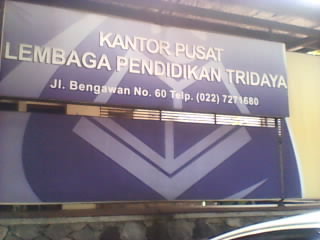 KANTOR PUSAT
LEMBAGA PENDIDIKAN TRIDAYA
Jl. Bengawan No. 60 Telp. (022) 7271680